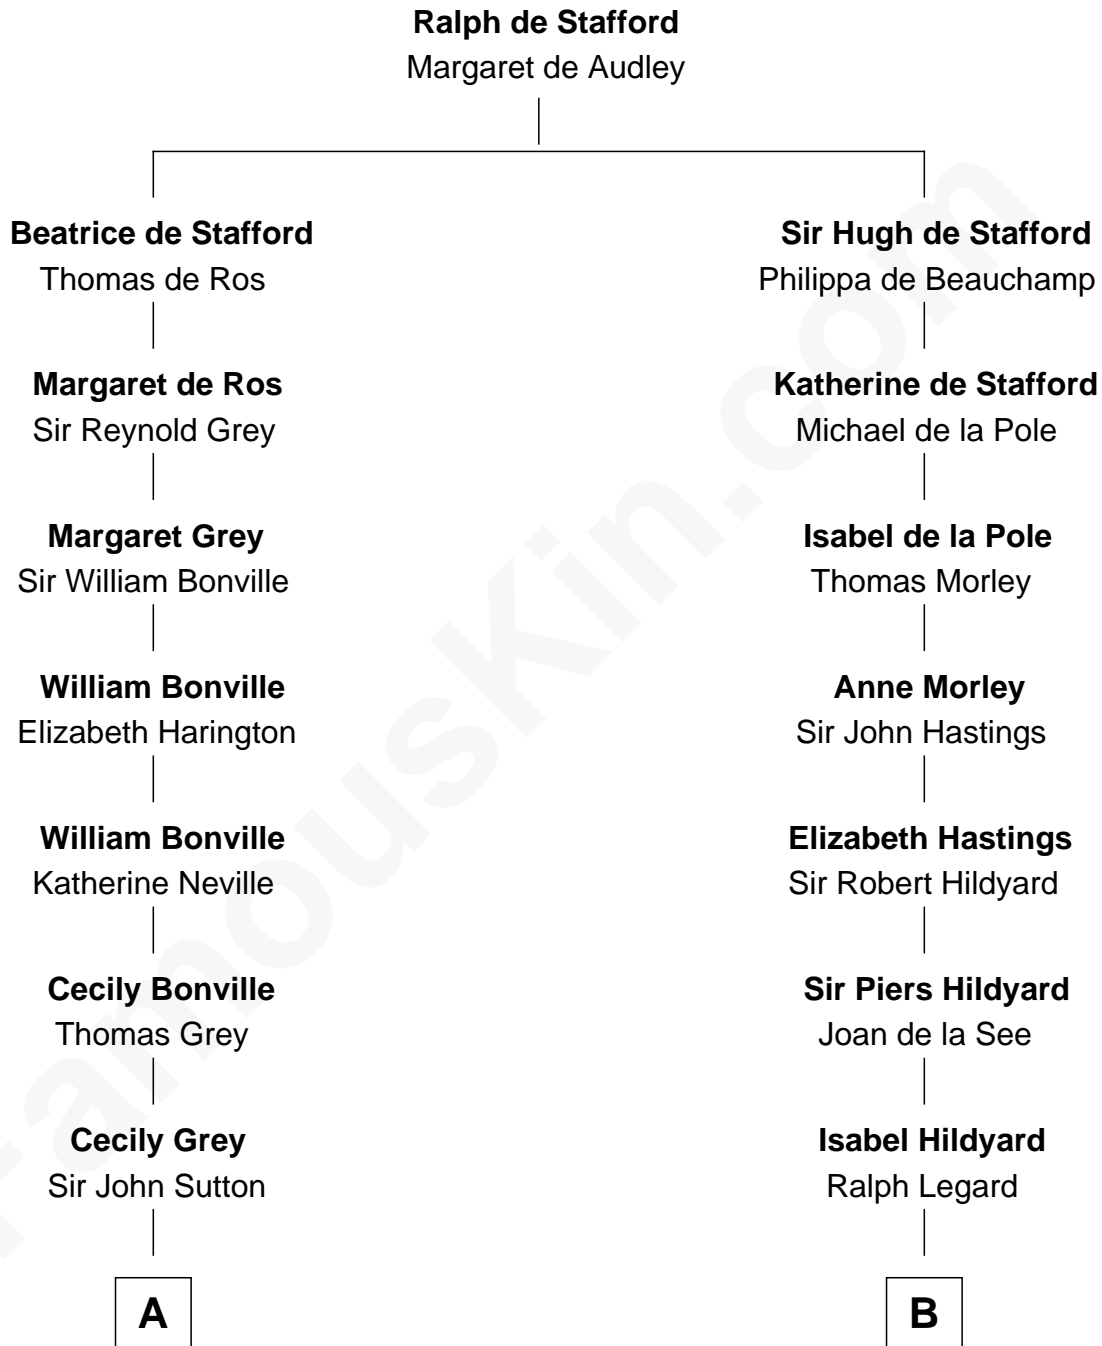 Ralph de Stafford
Margaret de Audley
Beatrice de Stafford
Thomas de Ros
Sir Hugh de Stafford
Philippa de Beauchamp
Margaret de Ros
Sir Reynold Grey
Katherine de Stafford
Michael de la Pole
Margaret Grey
Sir William Bonville
Isabel de la Pole
Thomas Morley
William Bonville
Elizabeth Harington
Anne Morley
Sir John Hastings
William Bonville
Katherine Neville
Elizabeth Hastings
Sir Robert Hildyard
Cecily Bonville
Thomas Grey
Sir Piers Hildyard
Joan de la See
Cecily Grey
Sir John Sutton
Isabel Hildyard
Ralph Legard
A
B
FamousKin.com